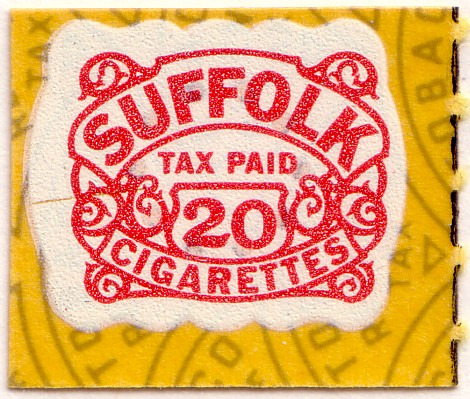 SUFFOLK
TAX PAID
20
CIGARETTES